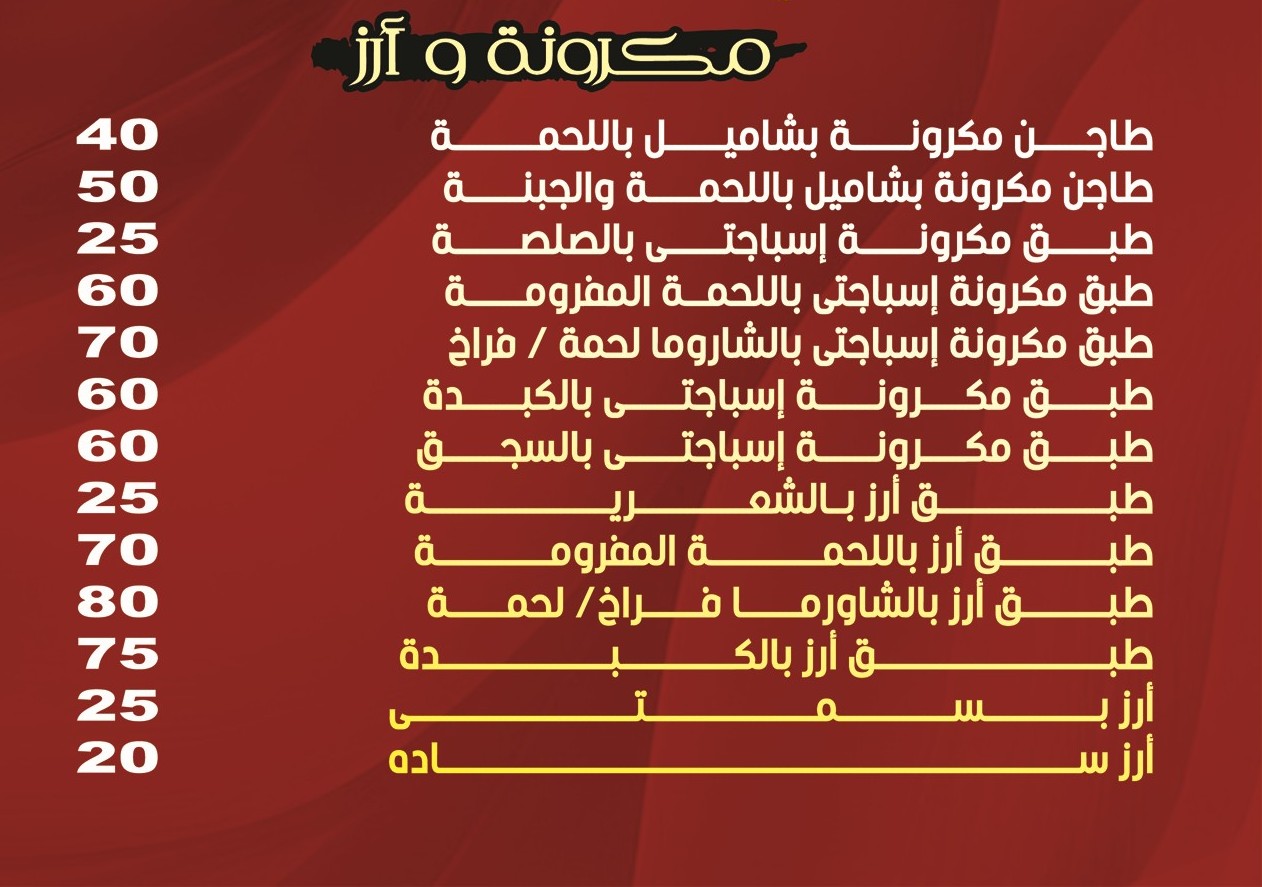 مكرونة و أرز
طاجن مكرونة بشاميل باللحمة 40
طاجن مكرونة بشاميل باللحمة والجبنة 50
طبق مكرونة إسباجتى بالصلصة 25
طبق مكرونة إسباجتى باللحمة المفرومة 60
طبق مكرونة إسباجتى بالشاروما لحمة / فراخ 70
طبق مكرونة إسباجتى بالكبدة 60
طبق مكرونة إسباجتى بالسجق 60
طبق أرز بالشعرية 25
طبق أرز باللحمة المفرومة 70
طبق أرز بالشاورما فراخ/ لحمة 80
طبق أرز بالكبدة 75
أرز بسمتى 25
أرز ساده 20